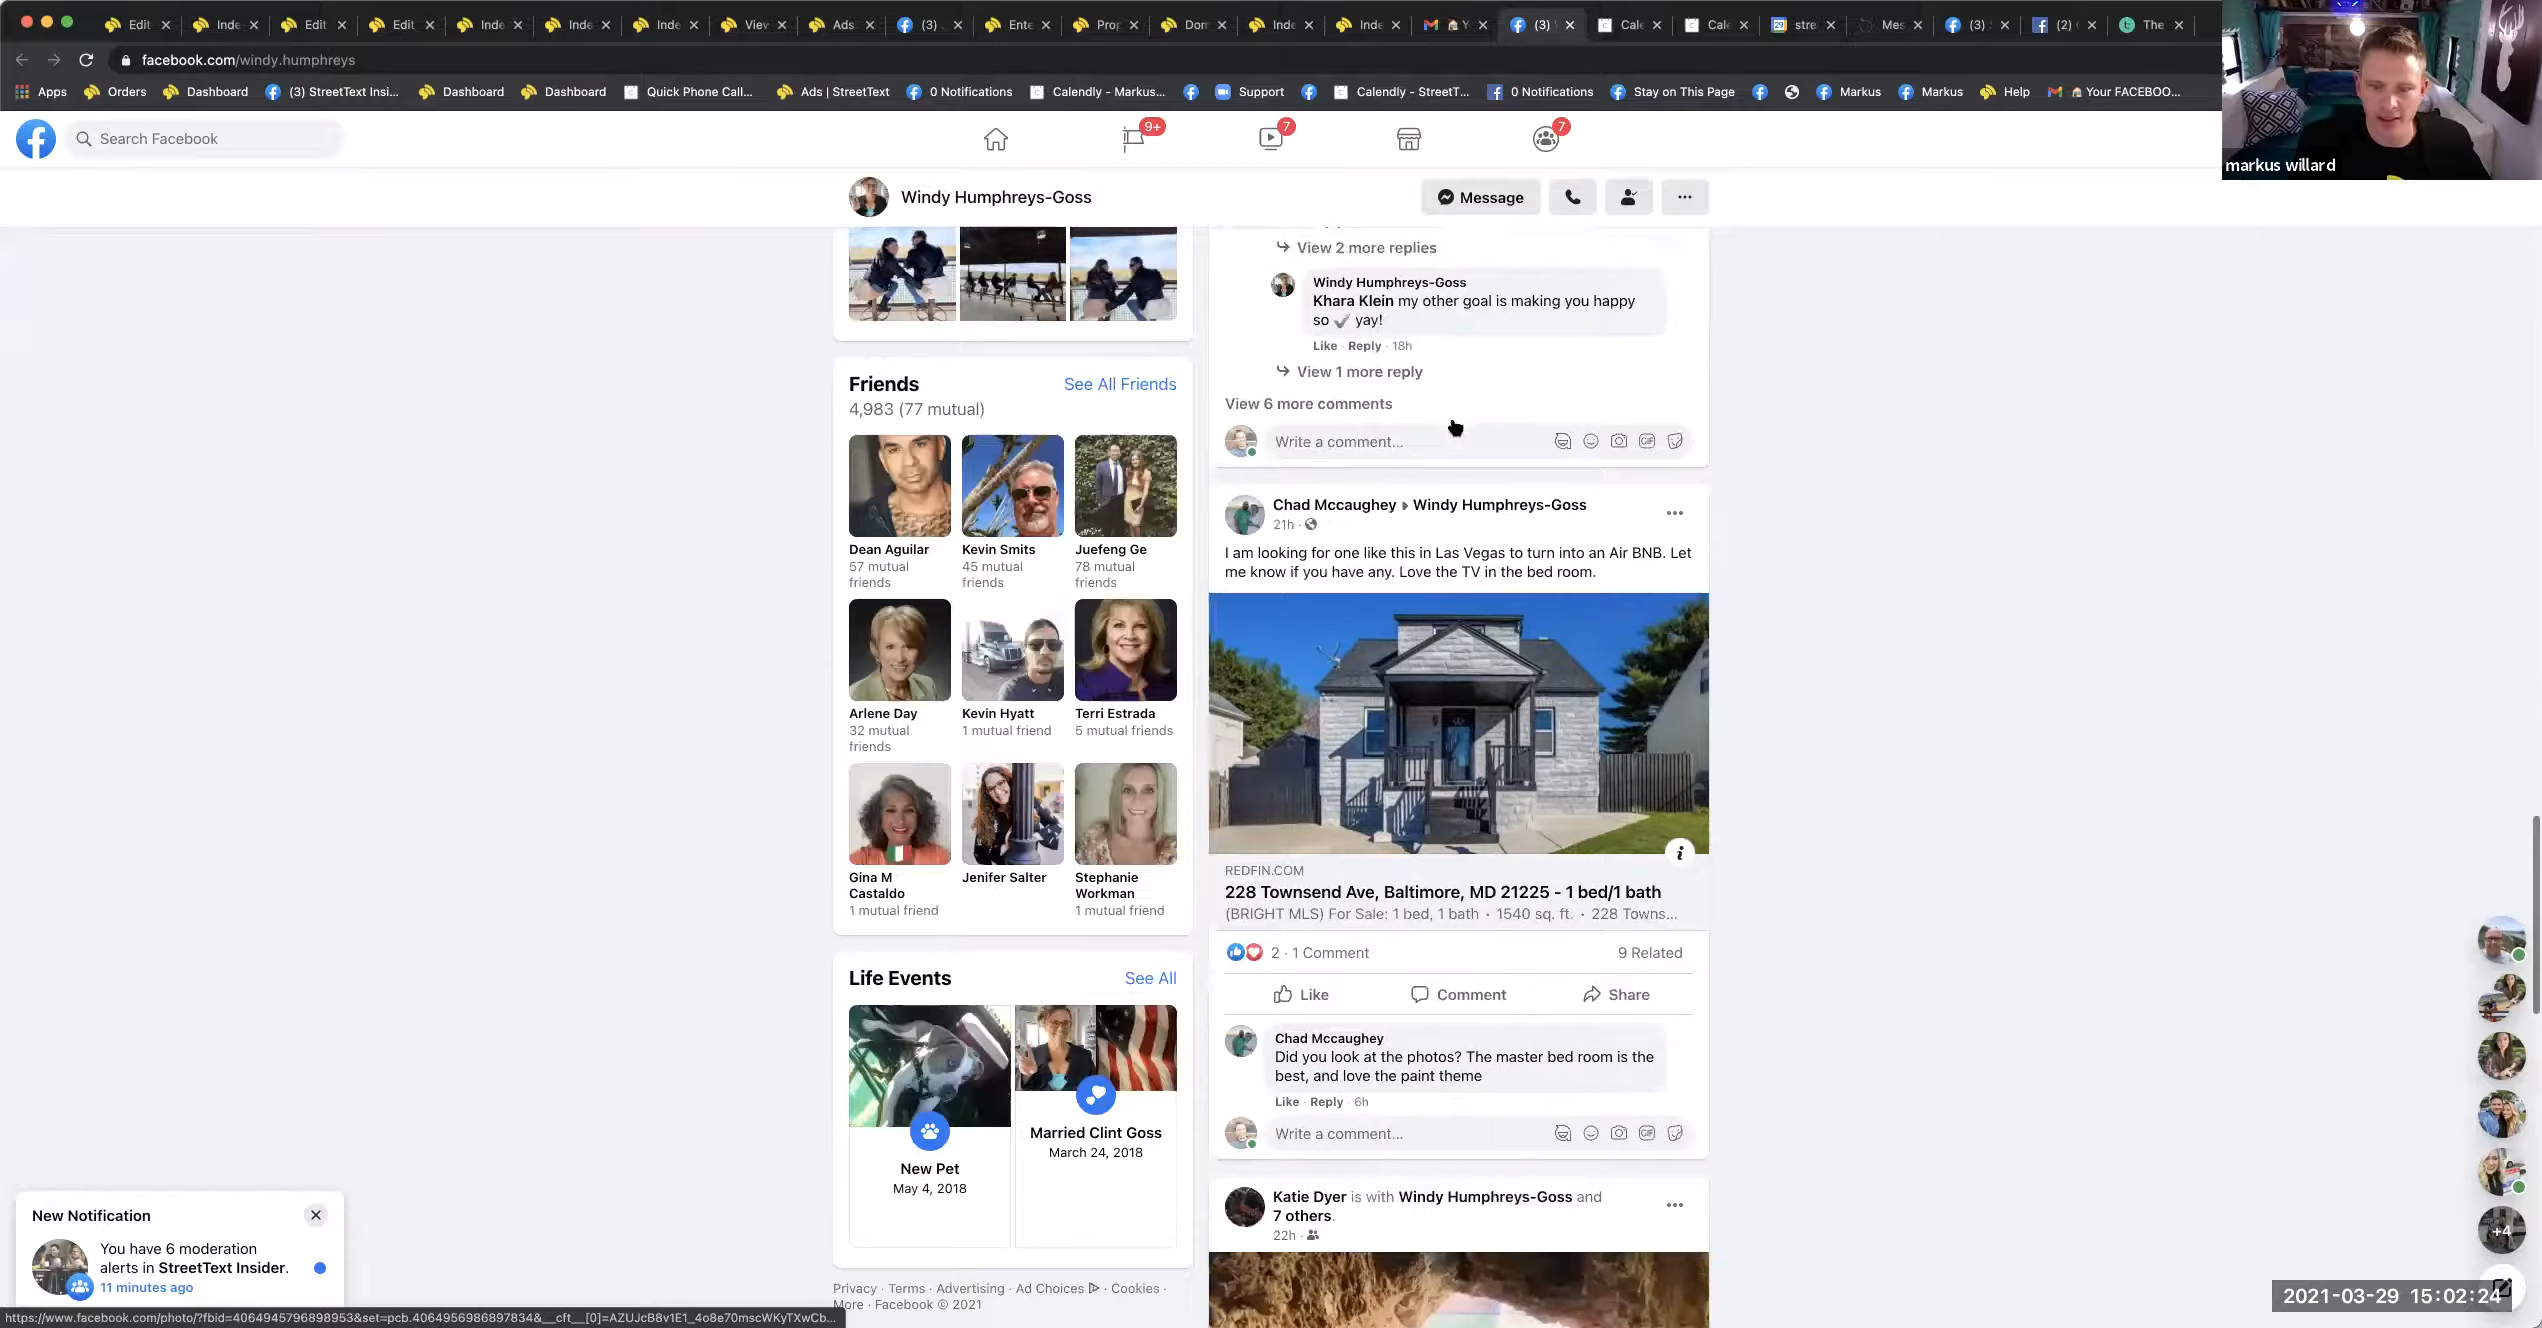 Edit
Inde
Edit
Edit
Inde
Inde
Inde
View
Ads
(3)
Ente
Prop
Don
Inde
Inde
(3)
Cale
Cale
stre
Mes
(3)
(2)
The
facebook.com/windy.humphreys
Apps
Orders
Dashboard
(3) StreetText Insi...
Dashboard
Dashboard
Quick Phone Call...
Ads | StreetText
0 Notifications
Calendly - Markus...
Support
Calendly - StreetT...
0 Notifications
Stay on This Page
Markus
Markus
Help
Your FACEBOO...
markus willard
Search Facebook
9+
7
7
Windy Humphreys-Goss
Message
Friends
See All Friends
4,983 (77 mutual)
Dean Aguilar
57 mutual
friends
Kevin Smits
45 mutual
friends
Juefeng Ge
78 mutual
friends
Arlene Day
32 mutual
friends
Kevin Hyatt
1 mutual friend
Terri Estrada
5 mutual friends
Gina M
Castaldo
1 mutual friend
Jenifer Salter
Stephanie
Workman
1 mutual friend
Life Events
See All
New Pet
May 4, 2018
Married Clint Goss
March 24, 2018
Privacy · Terms · Advertising · Ad Choices · Cookies ·
More · Facebook © 2021
View 2 more replies
Windy Humphreys-Goss
Khara Klein my other goal is making you happy
so ✔ yay!
Like · Reply · 18h
View 1 more reply
View 6 more comments
Write a comment...
GIF
Chad Mccaughey ▸ Windy Humphreys-Goss
21h ·
I am looking for one like this in Las Vegas to turn into an Air BNB. Let
me know if you have any. Love the TV in the bed room.
i
REDFIN.COM
228 Townsend Ave, Baltimore, MD 21225 - 1 bed/1 bath
(BRIGHT MLS) For Sale: 1 bed, 1 bath · 1540 sq. ft. · 228 Towns...
2 · 1 Comment
9 Related
Like
Comment
Share
Chad Mccaughey
Did you look at the photos? The master bed room is the
best, and love the paint theme
Like · Reply · 6h
Write a comment...
GIF
Katie Dyer is with Windy Humphreys-Goss and
7 others.
22h ·
New Notification
You have 6 moderation
alerts in StreetText Insider.
11 minutes ago
+4
2021-03-29 15:02:24